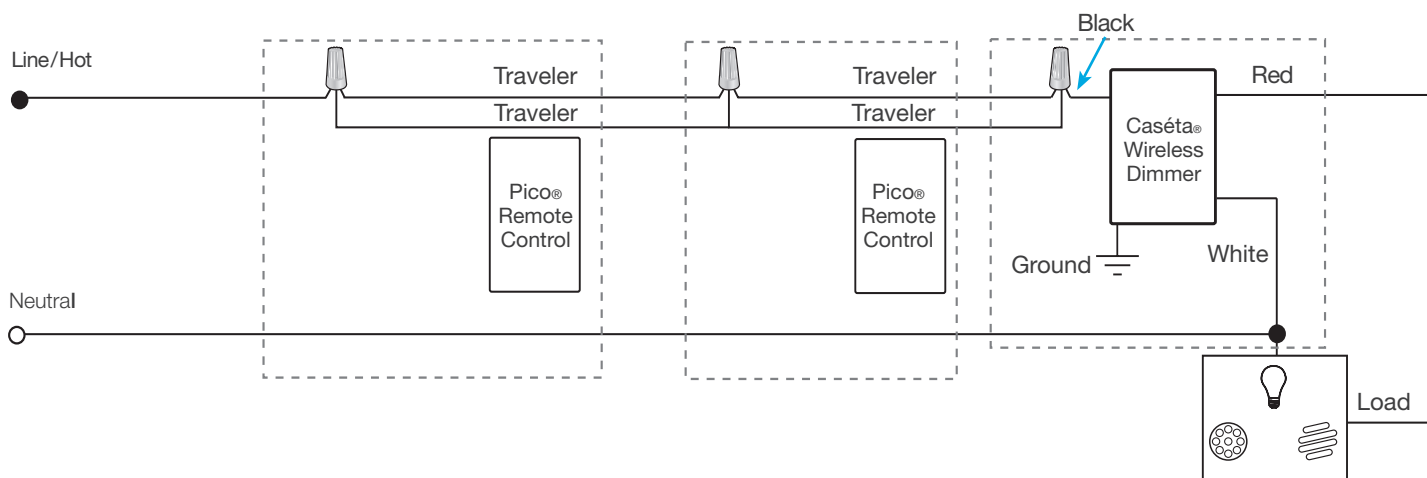 Black
Line/Hot
Traveler
Traveler
Red
Traveler
Traveler
Caséta®
Wireless
Dimmer
Pico®
Remote
Control
Pico®
Remote
Control
Ground
White
Neutral
Load